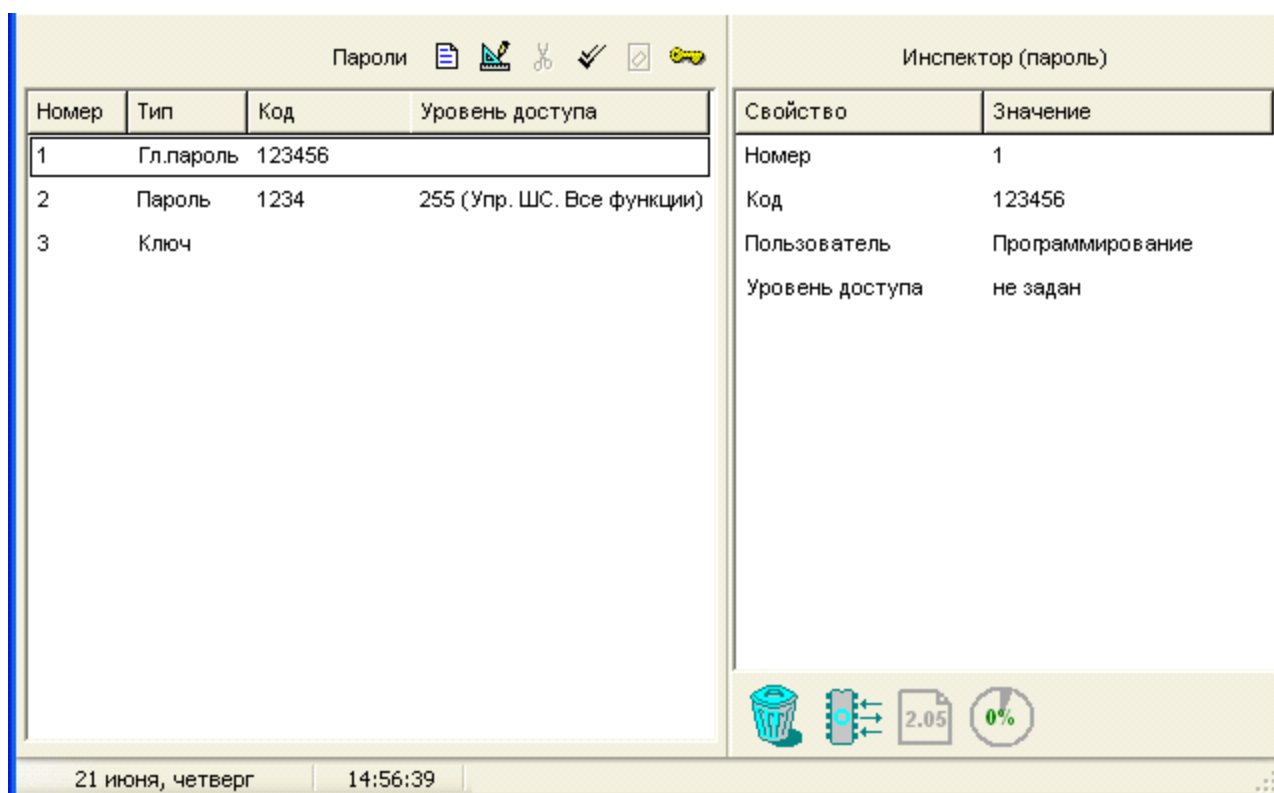 Пароли
Номер Тип Код Уровень доступа
1 Гл.пароль 123456
2 Пароль 1234 255 (Упр. ШС. Все функции)
3 Ключ
Инспектор (пароль)
Свойство Значение
Номер 1
Код 123456
Пользователь Программирование
Уровень доступа не задан
2.05 0%
21 июня, четверг 14:56:39